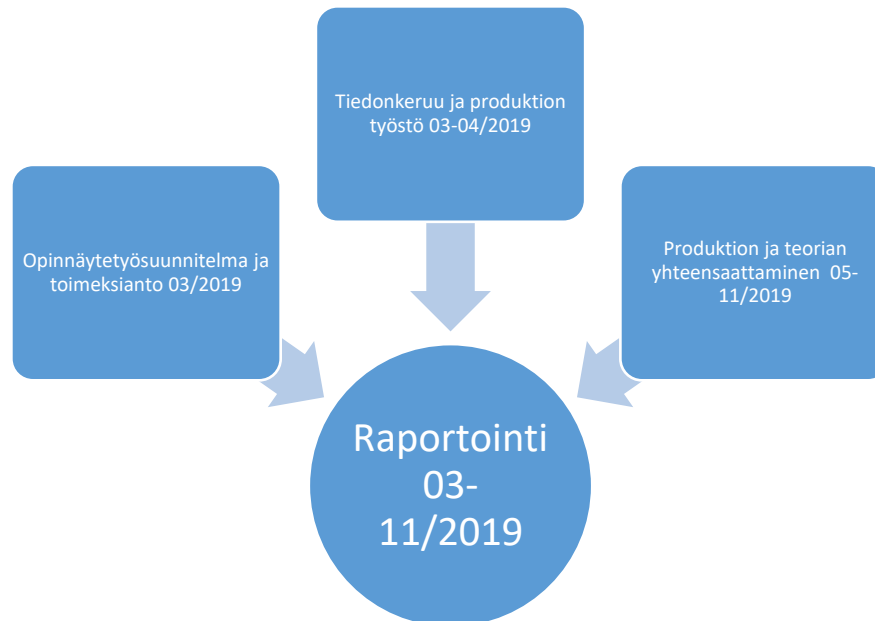 Tiedonkeruu ja produktion
työstö 03-04/2019
Opinnäytetyösuunnitelma ja
toimeksianto 03/2019
Produktion ja teorian
yhteensaattaminen 05-
11/2019
Raportointi
03-
11/2019